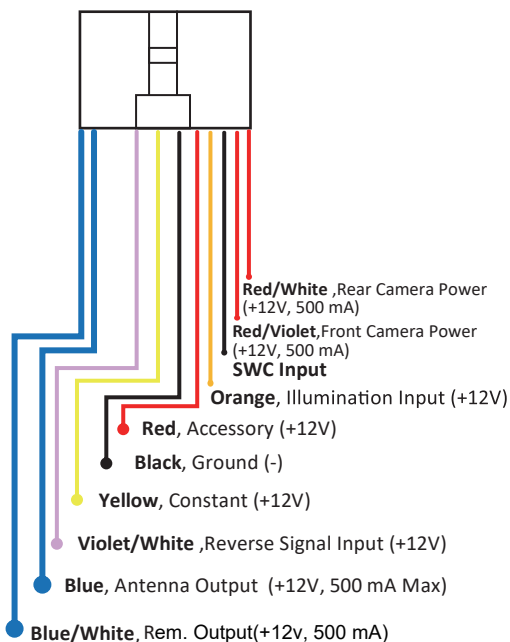 Red/White ,Rear Camera Power
(+12V, 500 mA)
Red/Violet,Front Camera Power
(+12V, 500 mA)
SWC Input
Orange, Illumination Input (+12V)
Red, Accessory (+12V)
Black, Ground (-)
Yellow, Constant (+12V)
Violet/White ,Reverse Signal Input (+12V)
Blue, Antenna Output (+12V, 500 mA Max)
Blue/White, Rem. Output(+12v, 500 mA)